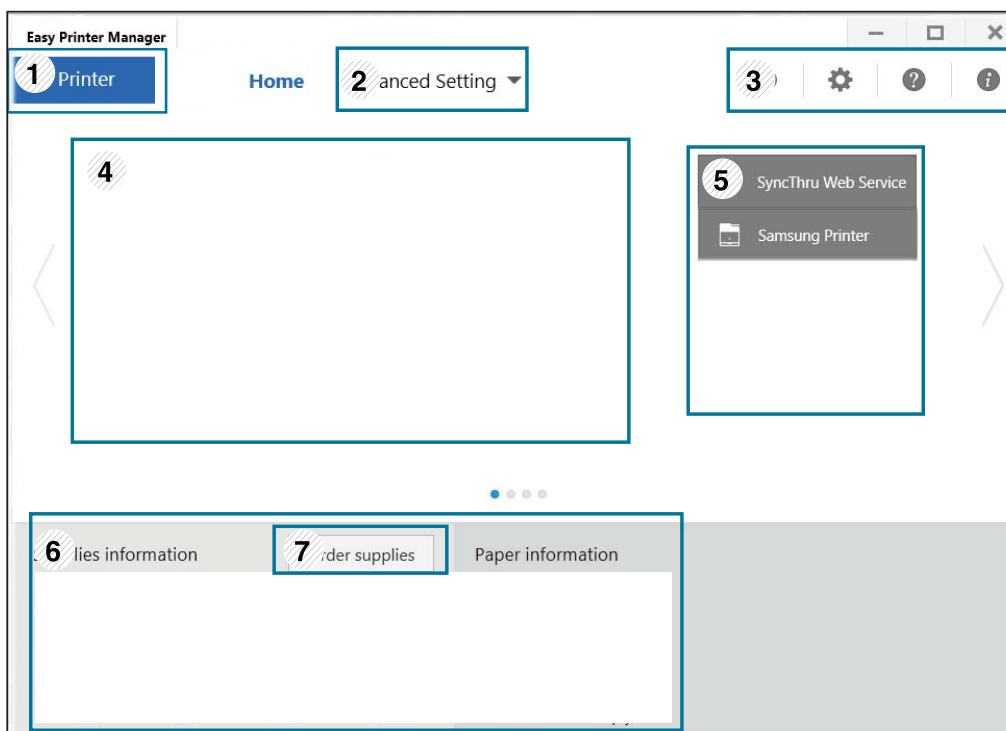 Easy Printer Manager
1 Printer
Home
2 anced Setting
3
4
5 SyncThru Web Service
Samsung Printer
6 lies information
7 rder supplies
Paper information